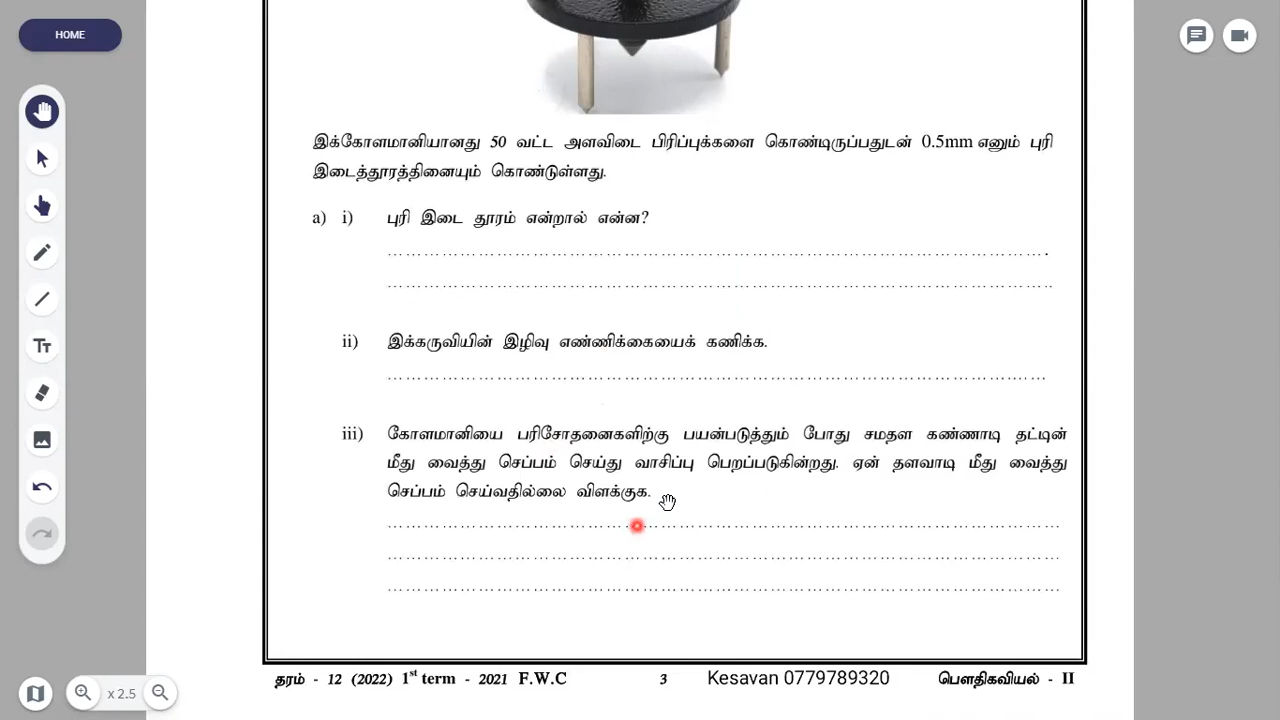 HOME
இக்கோளமானியானது 50 வட்ட அளவிடை பிரிப்புக்களை கொண்டிருப்பதுடன் 0.5mm எனும் புரி
இடைத்தூரத்தினையும் கொண்டுள்ளது.
a) i) புரி இடை தூரம் என்றால் என்ன?
ii) இக்கருவியின் இழிவு எண்ணிக்கையைக் கணிக்க.
iii) கோளமானியை பரிசோதனைகளிற்கு பயன்படுத்தும் போது சமதள கண்ணாடி தட்டின்
மீது வைத்து செப்பம் செய்து வாசிப்பு பெறப்படுகின்றது. ஏன் தளவாடி மீது வைத்து
செப்பம் செய்வதில்லை விளக்குக.
தரம் - 12 (2022) 1st term - 2021 F.W.C 3 Kesavan 0779789320 பௌதிகவியல் - II
Tт
x 2.5